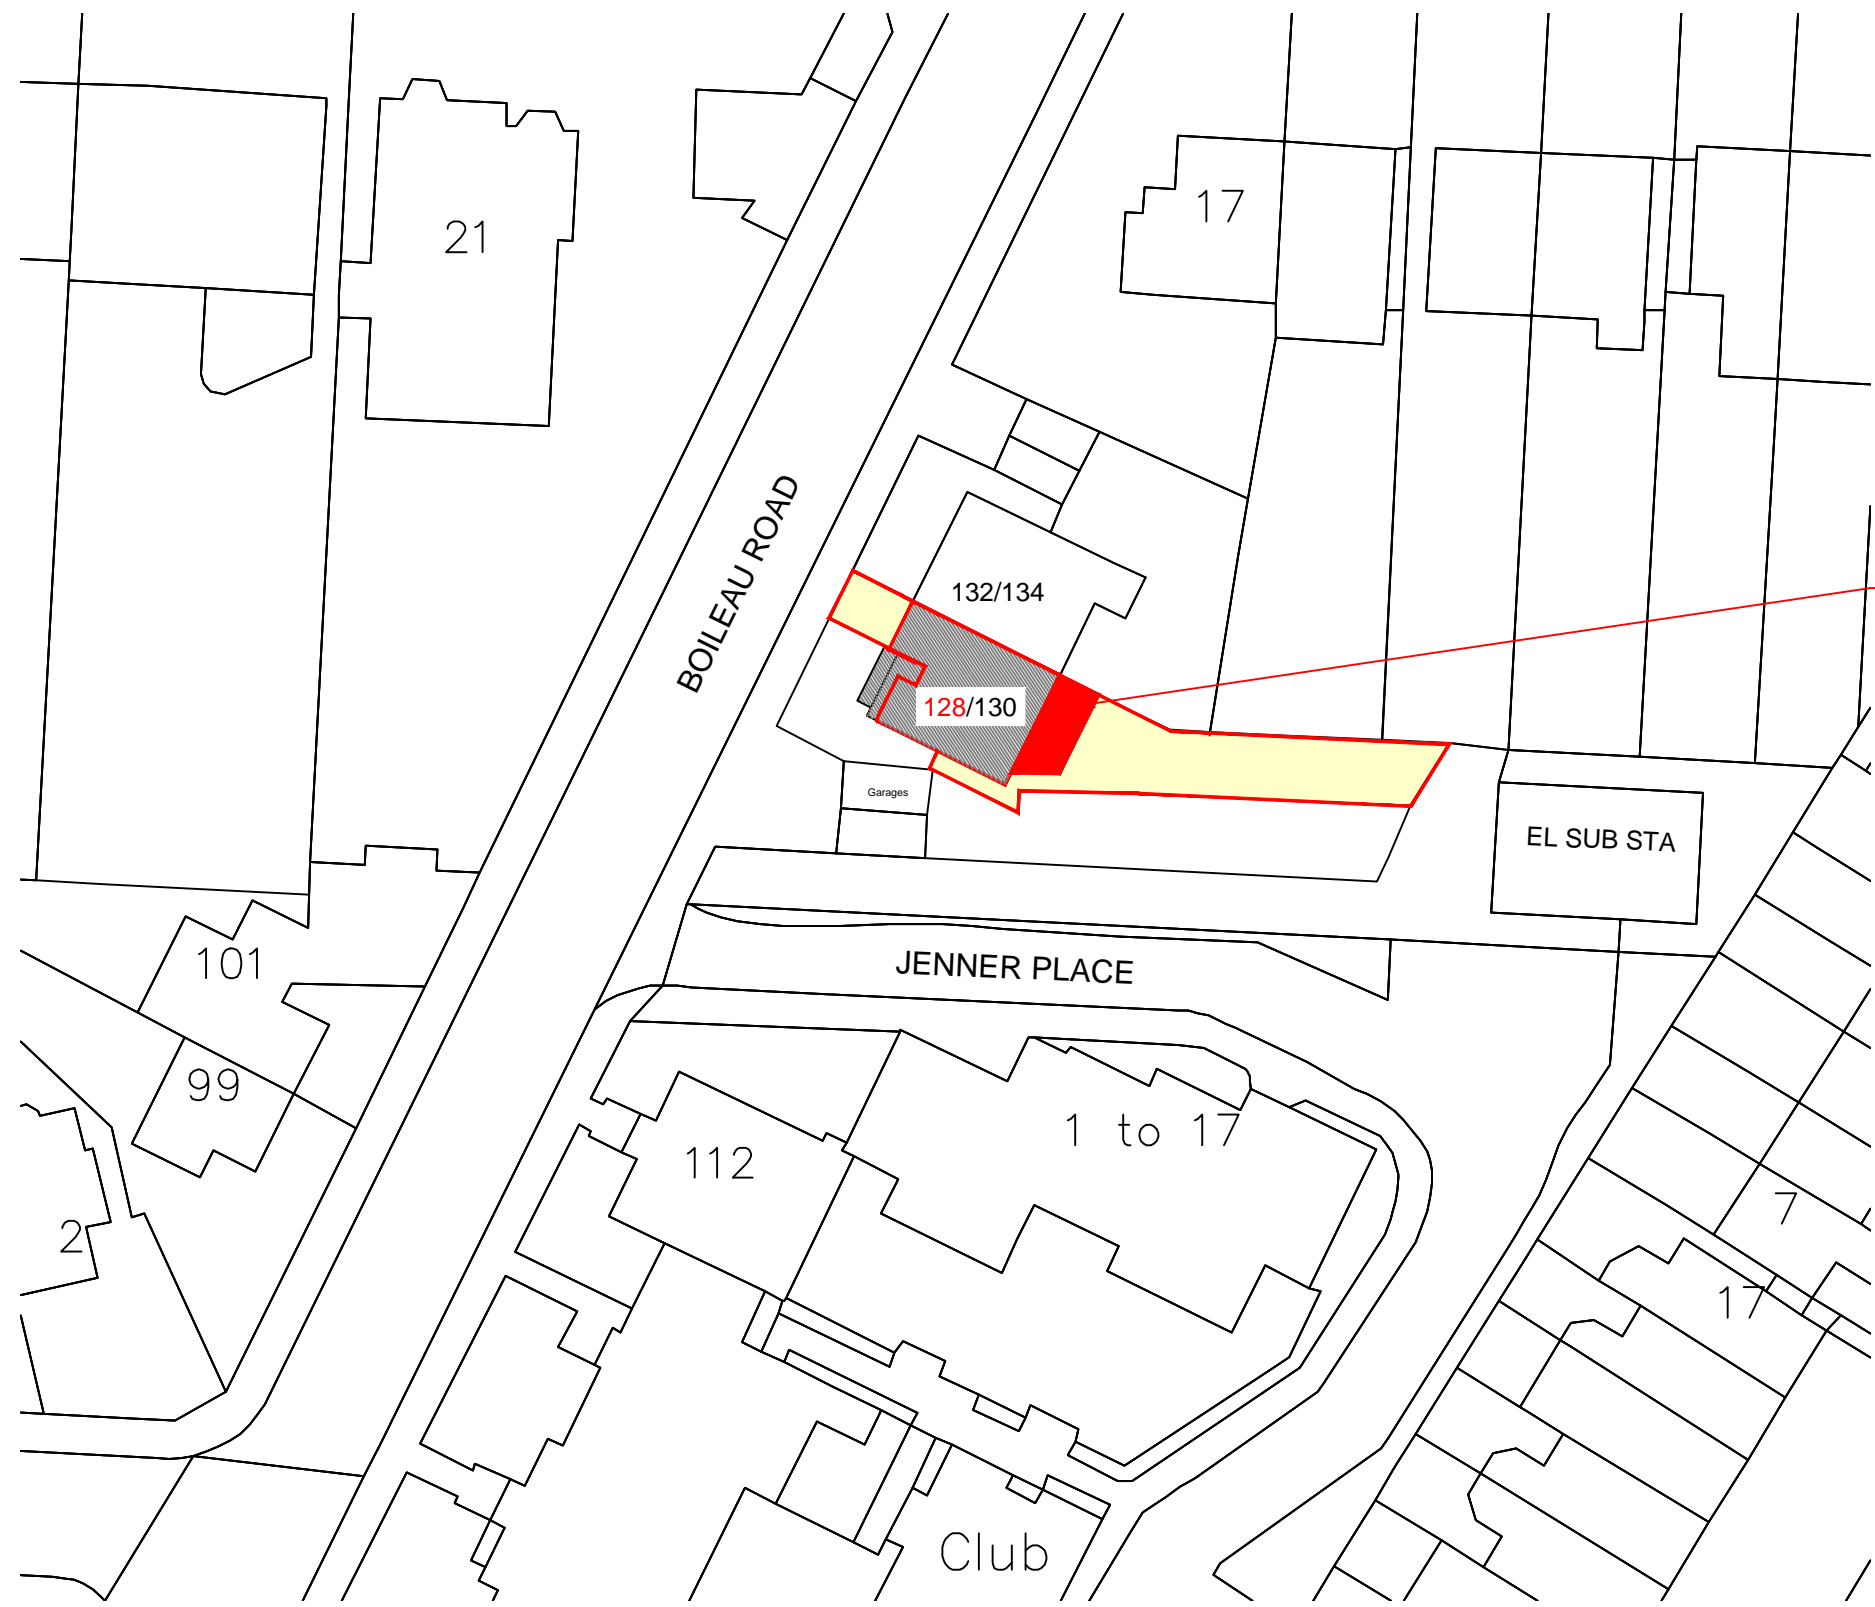 21
17
BOILEAU ROAD
132/134
128/130
Garages
EL SUB STA
101
JENNER PLACE
99
112
1 to 17
2
7
17
Club